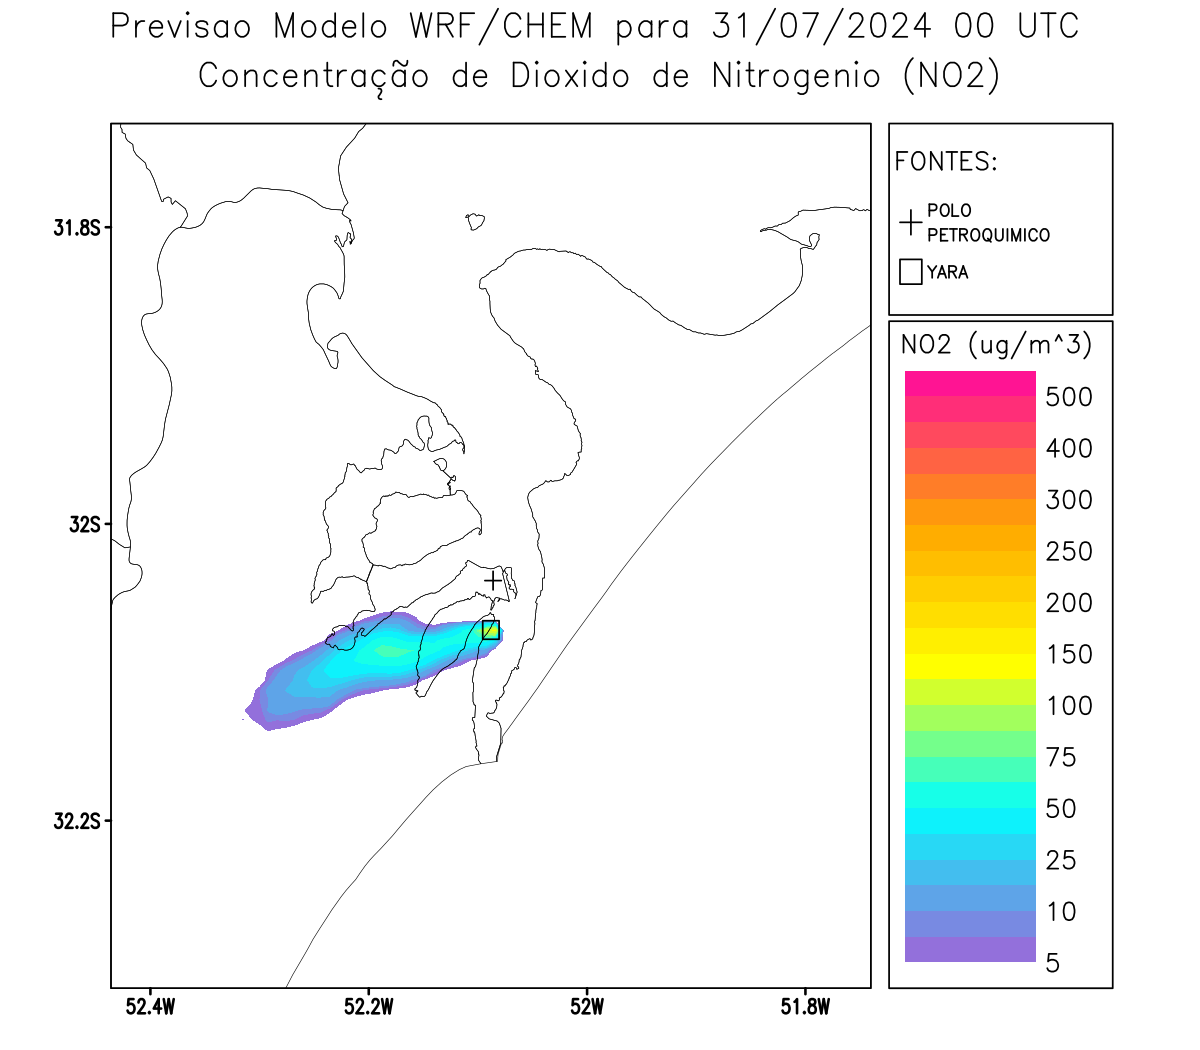 Previsao Modelo WRF/CHEM para 31/07/2024 00 UTC
Concentração de Dioxido de Nitrogenio (NO2)
FONTES:
POLO
PETROQUIMICO
YARA
31.8S
32S
32.2S
52.4W
52.2W
52W
51.8W
NO2 (ug/m^3)
500
400
300
250
200
150
100
75
50
25
10
5